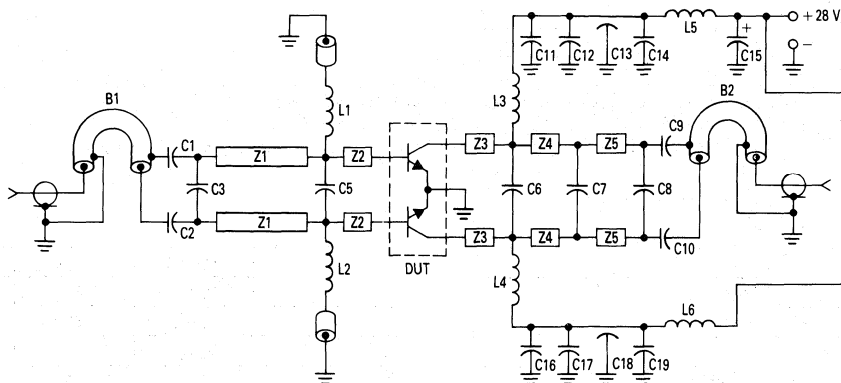 L5
+ 28 V
+
–
C11 C12 C13 C14 C15
B1
L1
L3
B2
C1
C9
Z1 Z2 Z3 Z4 Z5
C3 C5 C6 C7 C8
C2
Z1 Z2 Z3 Z4 Z5
C10
DUT
L2
L4
L6
C16 C17 C18 C19